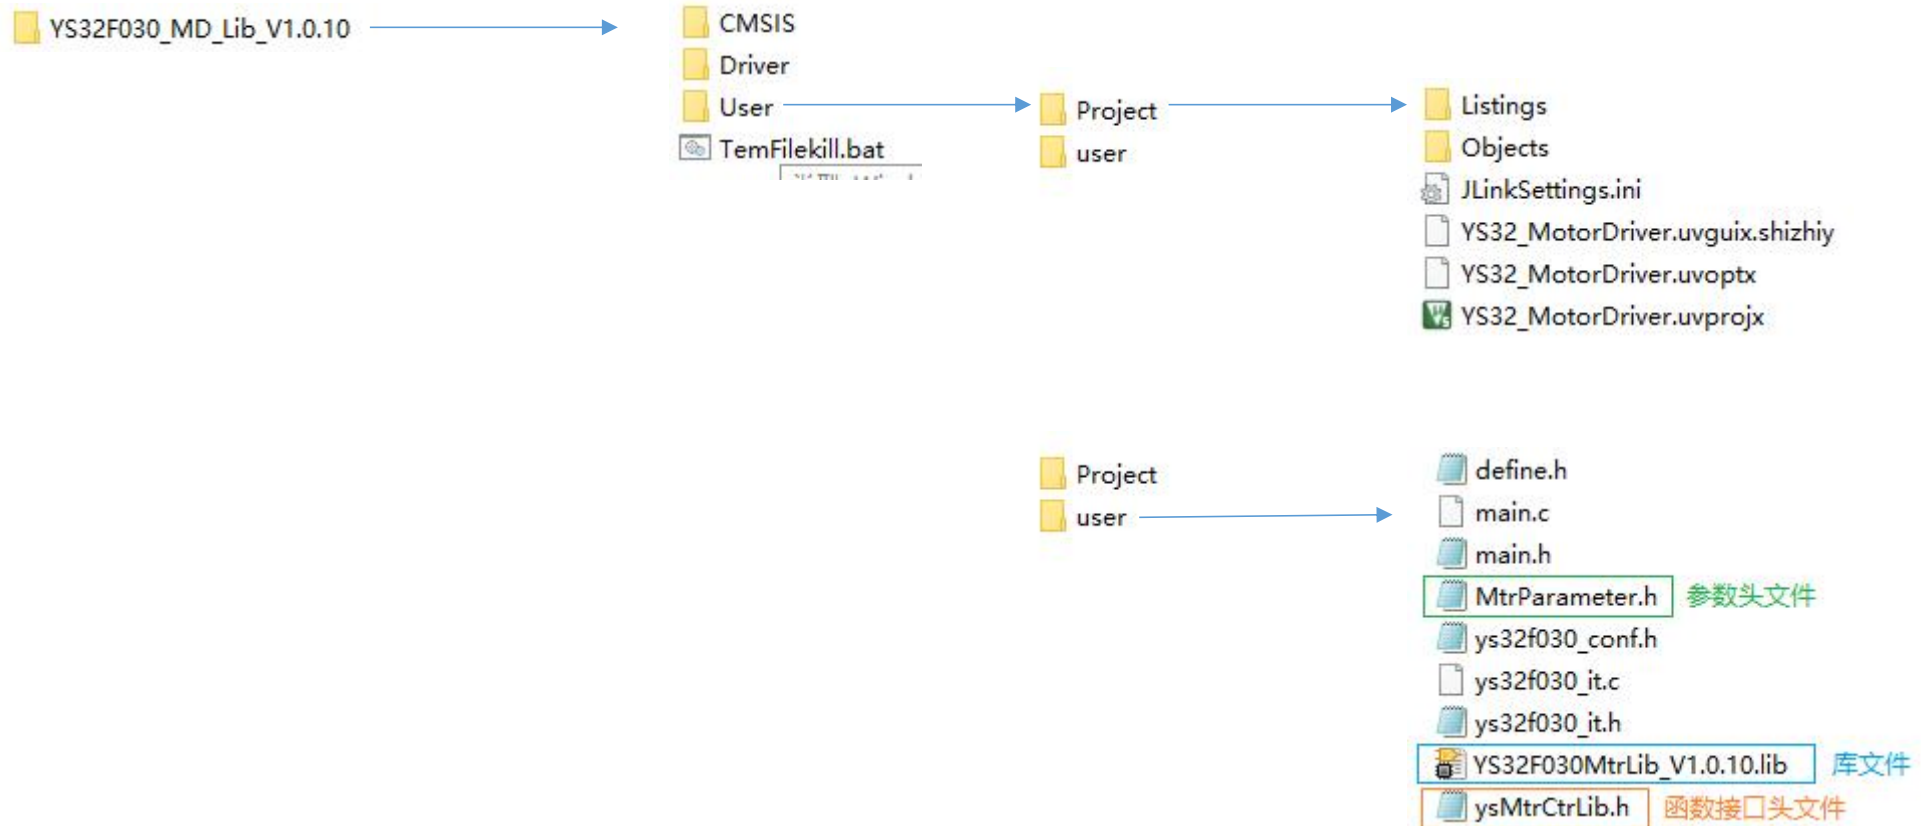 YS32F030_MD_Lib_V1.0.10
CMSIS
Driver
User
TemFilekill.bat
Project
user
Listings
Objects
JLinkSettings.ini
YS32_MotorDriver.uvguix.shizhiy
YS32_MotorDriver.uvoptx
YS32_MotorDriver.uvprojx
Project
user
define.h
main.c
main.h
MtrParameter.h 参数头文件
ys32f030_conf.h
ys32f030_it.c
ys32f030_it.h
YS32F030MtrLib_V1.0.10.lib 库文件
ysMtrCtrLib.h 函数接口头文件